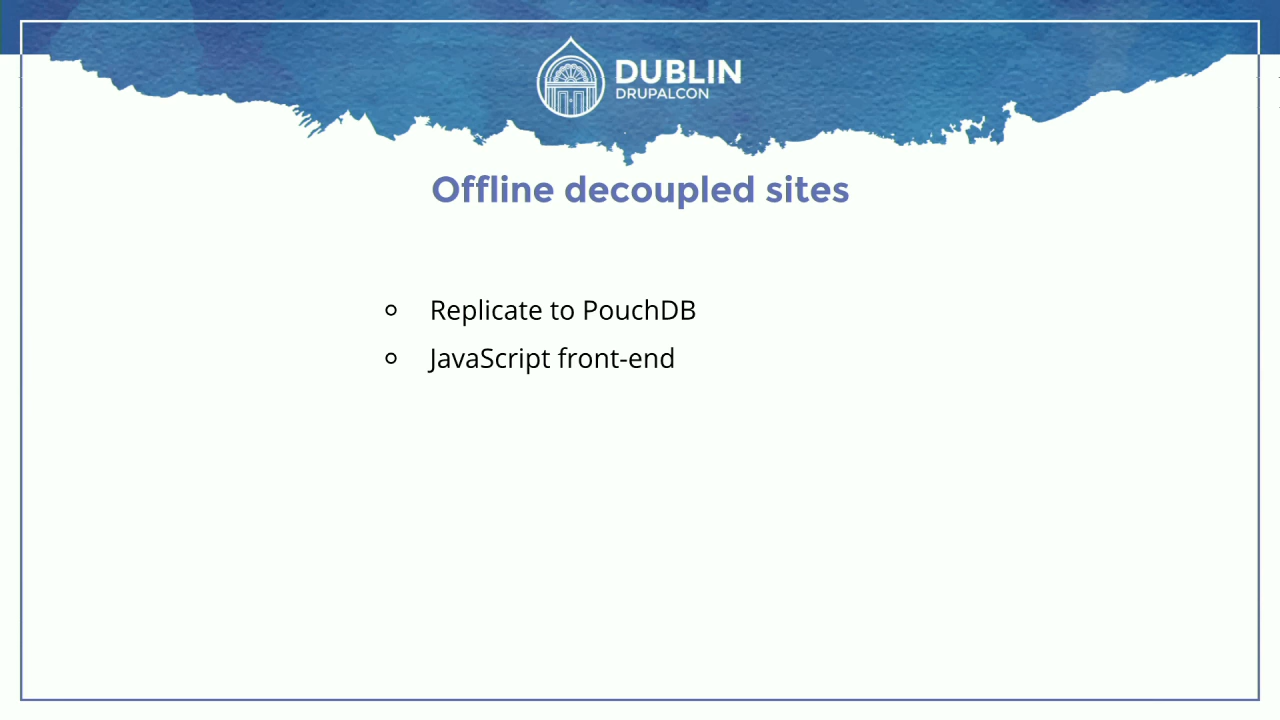 DUBLIN
DRUPALCON
Offline decoupled sites
Replicate to PouchDB
JavaScript front-end